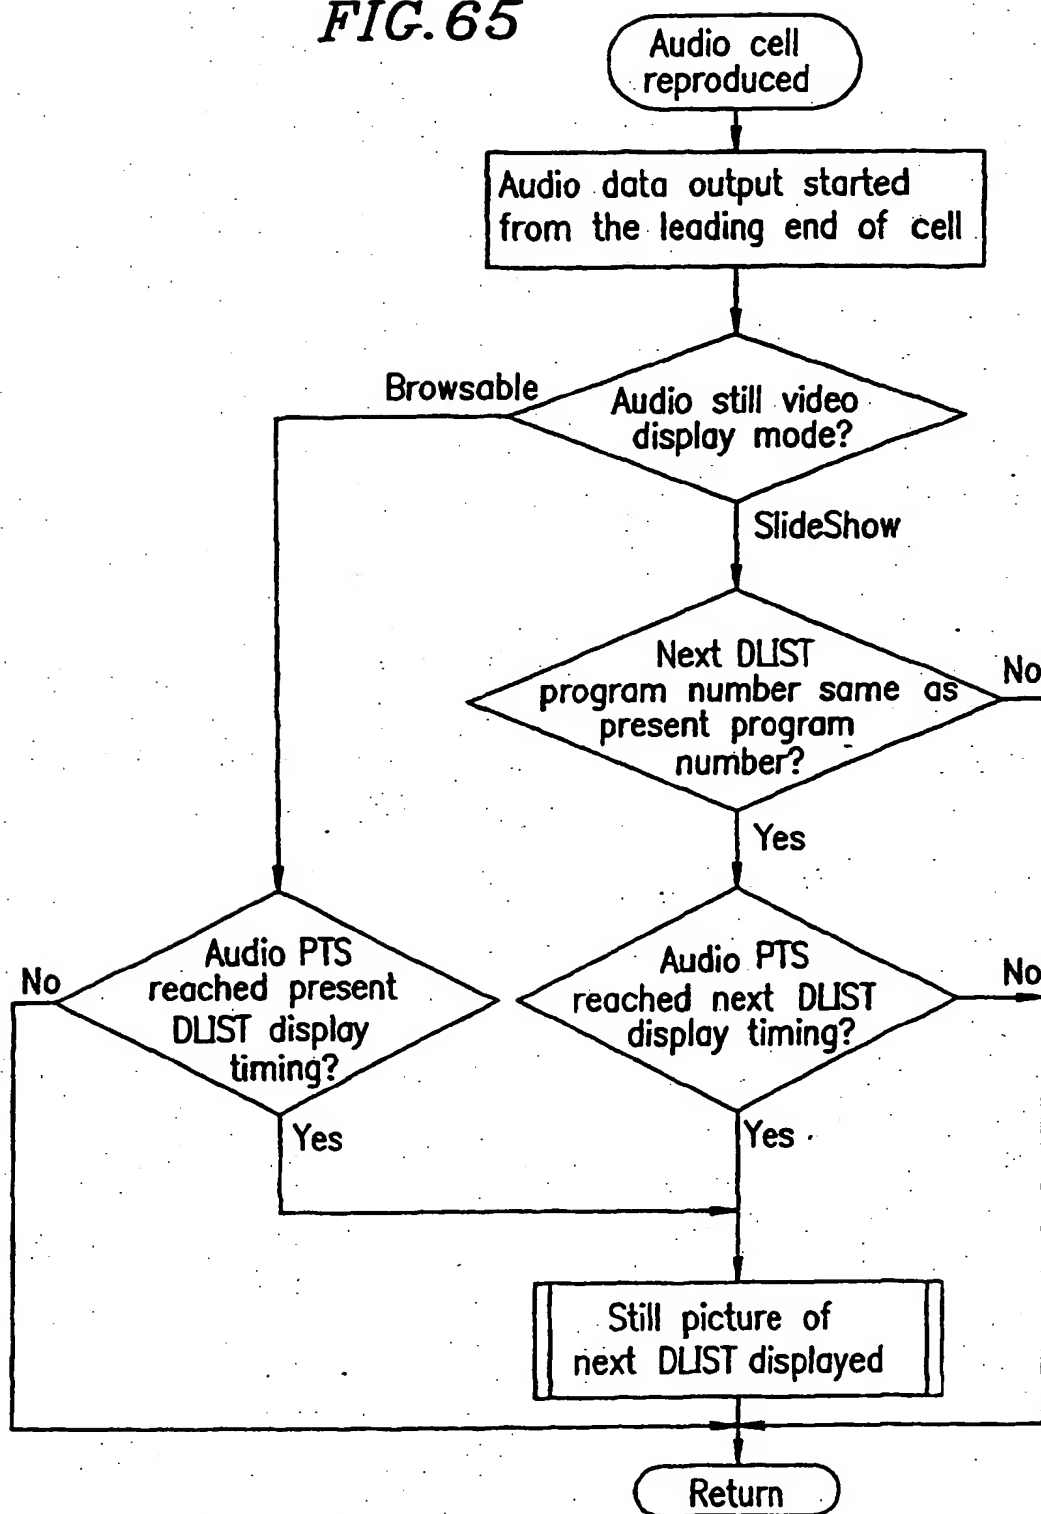 FIG. 65
Audio cell
reproduced
Audio data output started
from the leading end of cell
Browsable
Audio still video
display mode?
SlideShow
Next DLIST
program number same as
present program
number?
No
Yes
Audio PTS
reached present
DLIST display
timing?
No
Yes
Audio PTS
reached next DLIST
display timing?
No
Yes
Still picture of
next DLIST displayed
Return